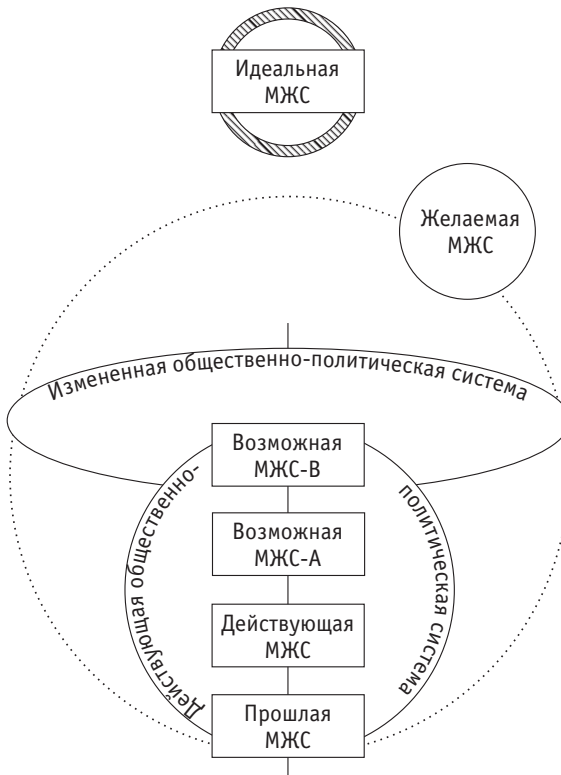 Идеальная
МЖС
Желаемая
МЖС
Измененная общественно-политическая система
Возможная
МЖС-В
Действующая общественно-
политическая система
Возможная
МЖС-А
Действующая
МЖС
Прошлая
МЖС